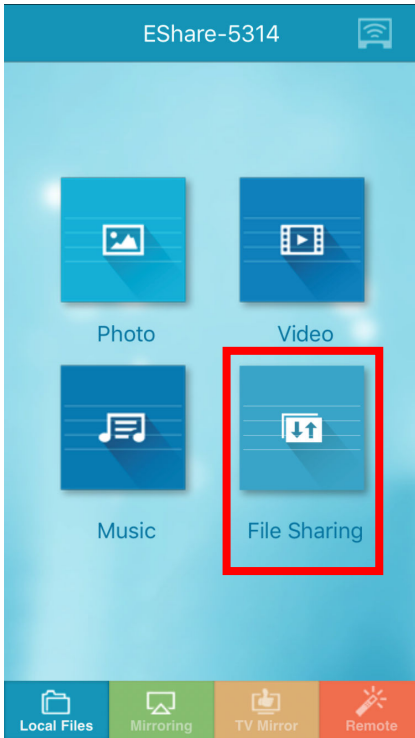 EShare-5314
Photo
Video
Music
File Sharing
Local Files
Mirroring
TV Mirror
Remote